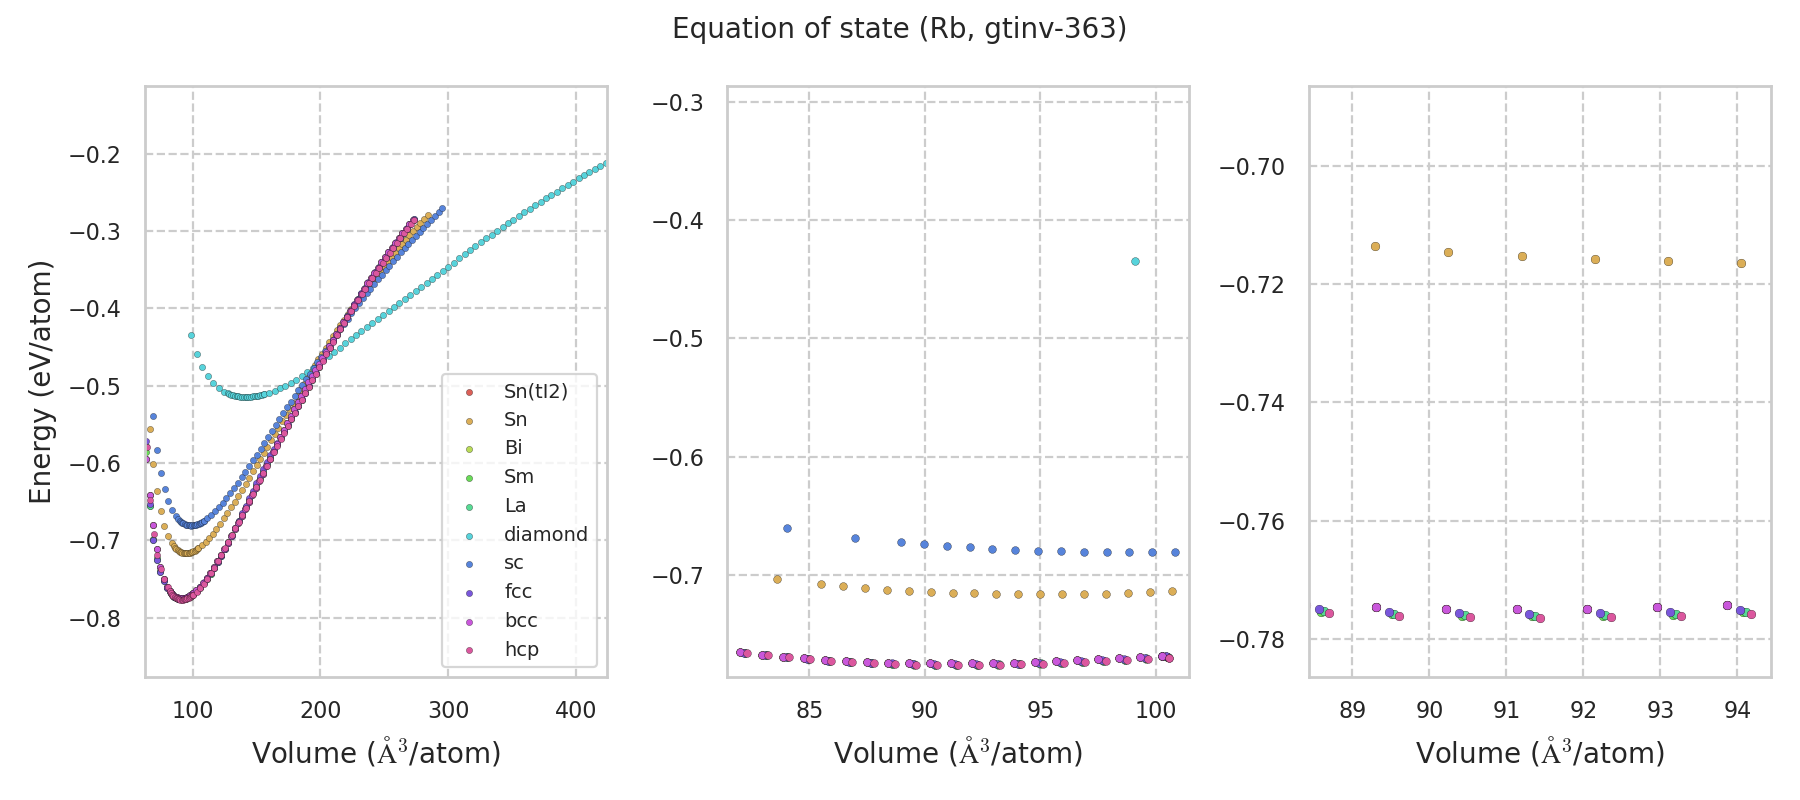 Equation of state (Rb, gtinv-363)
Energy (eV/atom)
−0.2
−0.3
−0.4
−0.5
−0.6
−0.7
−0.8
100
200
300
400
Volume (Å³/atom)
Sn(tI2)
Sn
Bi
Sm
La
diamond
sc
fcc
bcc
hcp
−0.3
−0.4
−0.5
−0.6
−0.7
85
90
95
100
Volume (Å³/atom)
−0.70
−0.72
−0.74
−0.76
−0.78
89
90
91
92
93
94
Volume (Å³/atom)